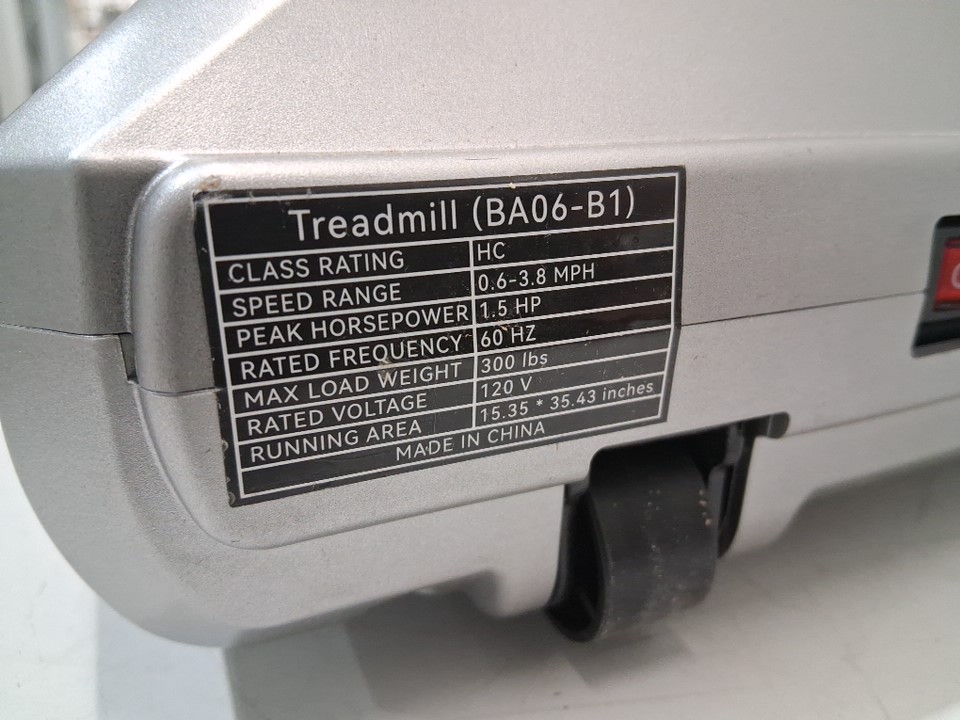 Treadmill (BA06-B1)
CLASS RATING HC
SPEED RANGE 0.6-3.8 MPH
PEAK HORSEPOWER 1.5 HP
RATED FREQUENCY 60 HZ
MAX LOAD WEIGHT 300 lbs
RATED VOLTAGE 120 V
RUNNING AREA 15.35 * 35.43 inches
MADE IN CHINA